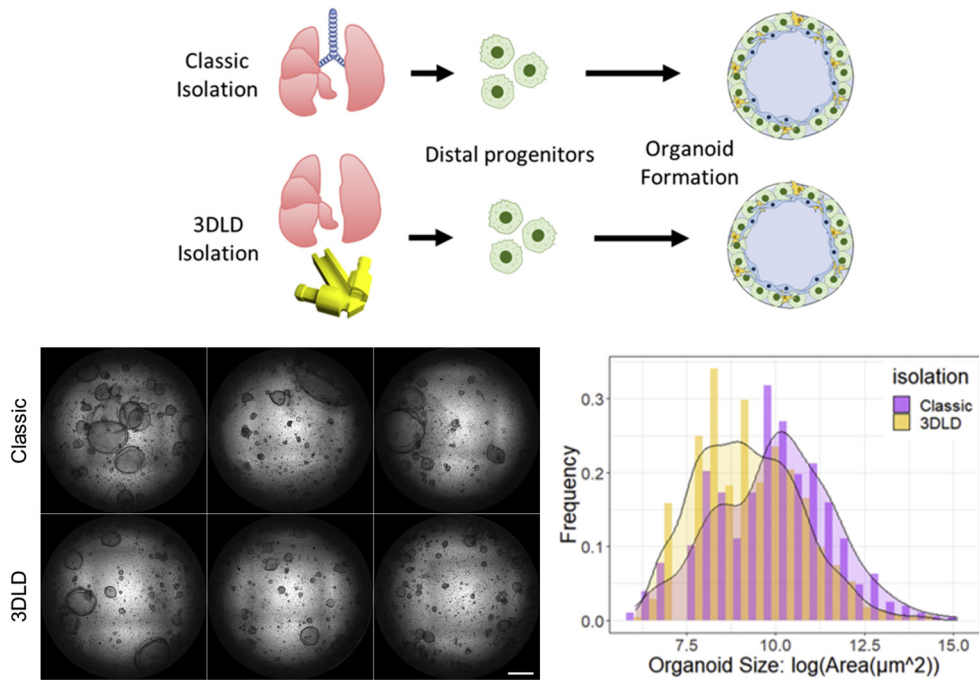 Classic
Isolation
Distal progenitors
Organoid
Formation
3DLD
Isolation
Classic
3DLD
isolation
Classic
3DLD
Frequency
0.3
0.2
0.1
0.0
7.5
10.0
12.5
15.0
Organoid Size: log(Area(µm^2))